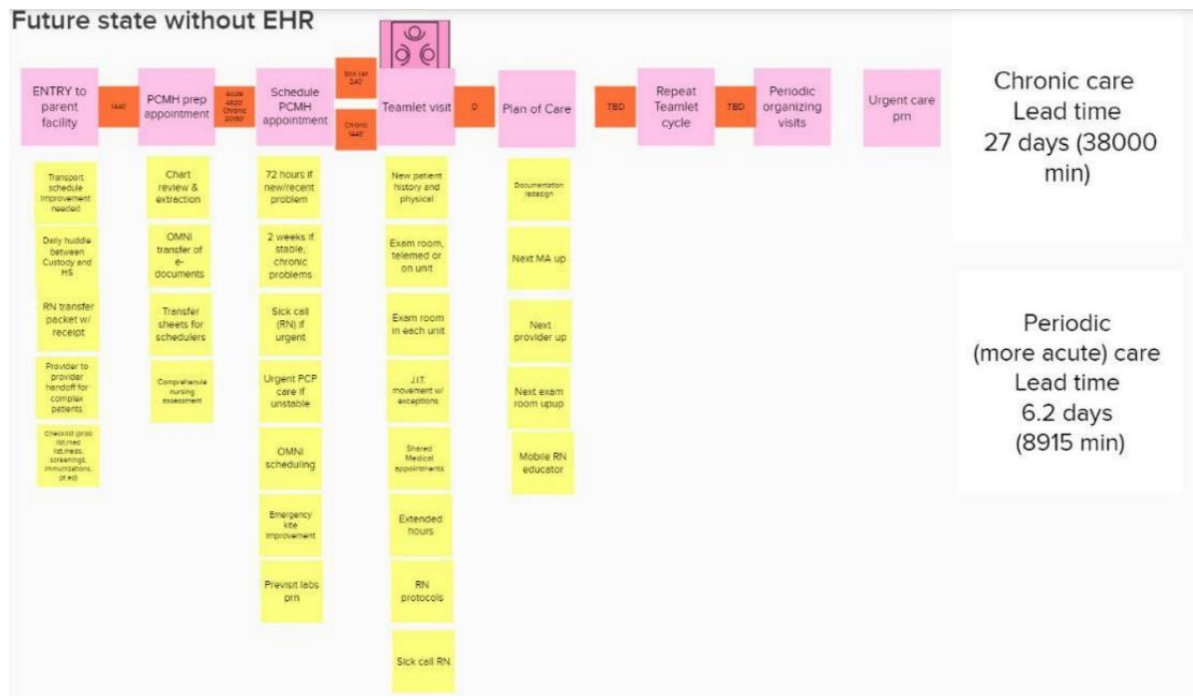 Future state without EHR
ENTRY to
parent
facility
1440'
PCMH prep
appointment
Acute
Chronic
Schedule
PCMH
appointment
Sick call
240'
Chronic
1440'
Teamlet visit
0
Plan of Care
TBD
Repeat
Teamlet
cycle
TBD
Periodic
organizing
visits
Urgent care
prn
Transport
schedule
improvement
needed
Daily huddle
between
Custody and
HS
RN transfer
packet w/
receipt
Provider to
provider
handoff for
complex
patients
screenings,
immunizations,
Chart
review &
extraction
OMNI
transfer of
e-
documents
Transfer
sheets for
schedulers
Comprehensive
nursing
assessment
72 hours if
new/recent
problem
2 weeks if
stable,
chronic
problems
Sick call
(RN) if
urgent
Urgent PCP
care if
unstable
OMNI
scheduling
Emergency
kite
improvement
Previsit labs
prn
New patient
history and
physical
Exam room,
telemed or
on unit
Exam room
in each unit
J.I.T.
movement w/
exceptions
Shared
Medical
appointments
Extended
hours
RN
protocols
Sick call RN
Documentation
redesign
Next MA up
Next
provider up
Next exam
room upup
Mobile RN
educator
Chronic care
Lead time
27 days (38000
min)
Periodic
(more acute) care
Lead time
6.2 days
(8915 min)